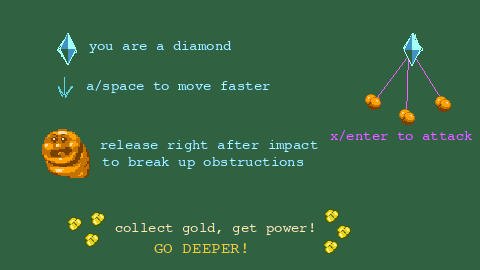 you are a diamond
a/space to move faster
x/enter to attack
release right after impact
to break up obstructions
collect gold, get power!
GO DEEPER!